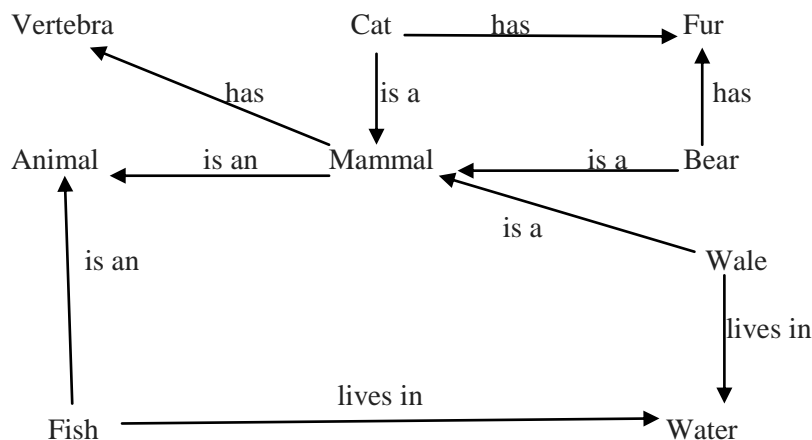 Vertebra Cat has Fur
has is a has
Animal is an Mammal is a Bear
is a
is an Wale
lives in
lives in
Fish Water